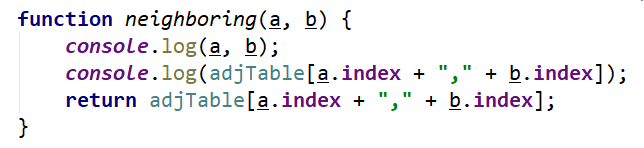 function neighboring(a, b) {
    console.log(a, b);
    console.log(adjTable[a.index + "," + b.index]);
    return adjTable[a.index + "," + b.index];
}